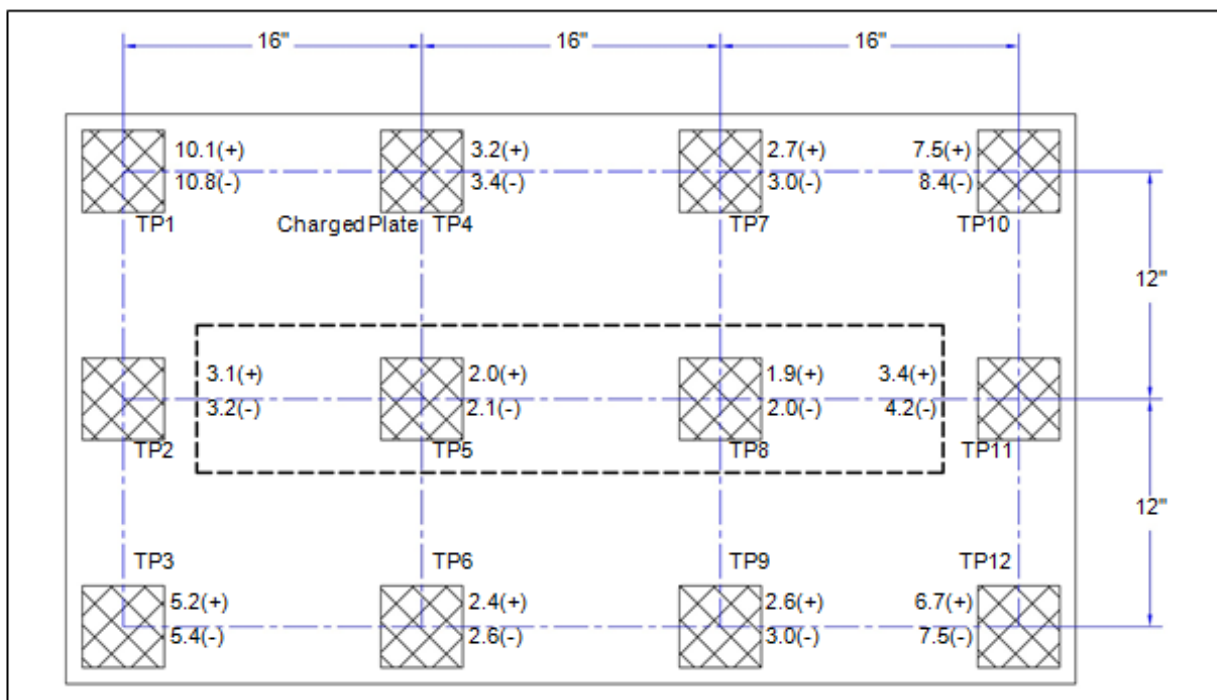 16" 16" 16"
10.1(+) 3.2(+) 2.7(+) 7.5(+)
10.8(-) 3.4(-) 3.0(-) 8.4(-)
TP1 Charged Plate TP4 TP7 TP10
12"
3.1(+) 2.0(+) 1.9(+) 3.4(+)
3.2(-) 2.1(-) 2.0(-) 4.2(-)
TP2 TP5 TP8 TP11
12"
TP3 TP6 TP9 TP12
5.2(+) 2.4(+) 2.6(+) 6.7(+)
5.4(-) 2.6(-) 3.0(-) 7.5(-)